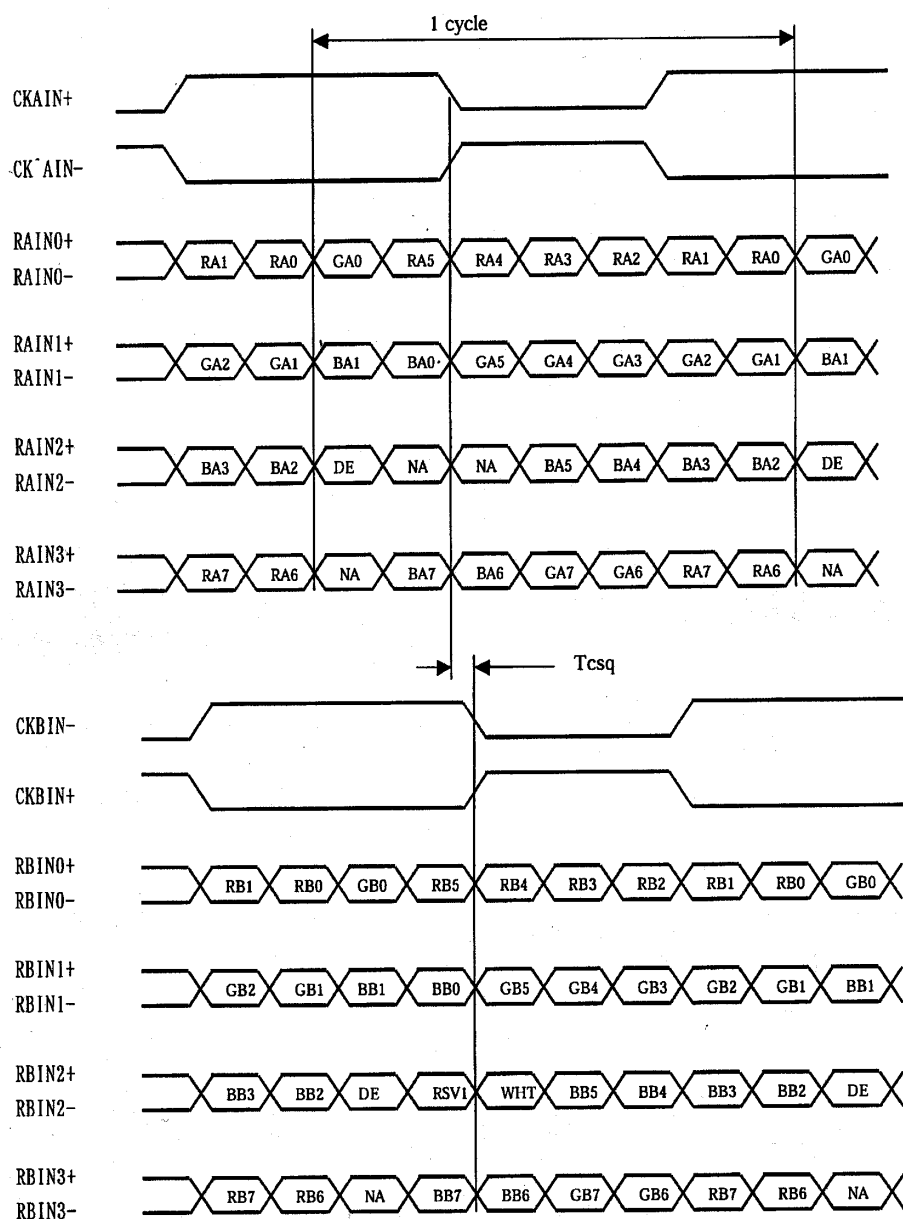 1 cycle
CKAIN+
CK AIN-
RAIN0+
RA1 RA0 GA0 RA5 RA4 RA3 RA2 RA1 RA0 GA0
RAIN0-
RAIN1+
GA2 GA1 BA1 BA0 GA5 GA4 GA3 GA2 GA1 BA1
RAIN1-
RAIN2+
BA3 BA2 DE NA NA BA5 BA4 BA3 BA2 DE
RAIN2-
RAIN3+
RA7 RA6 NA BA7 BA6 GA7 GA6 RA7 RA6 NA
RAIN3-
Tcsq
CKBIN-
CKBIN+
RBIN0+
RB1 RB0 GB0 RB5 RB4 RB3 RB2 RB1 RB0 GB0
RBIN0-
RBIN1+
GB2 GB1 BB1 BB0 GB5 GB4 GB3 GB2 GB1 BB1
RBIN1-
RBIN2+
BB3 BB2 DE RSV1 WHT BB5 BB4 BB3 BB2 DE
RBIN2-
RBIN3+
RB7 RB6 NA BB7 BB6 GB7 GB6 RB7 RB6 NA
RBIN3-